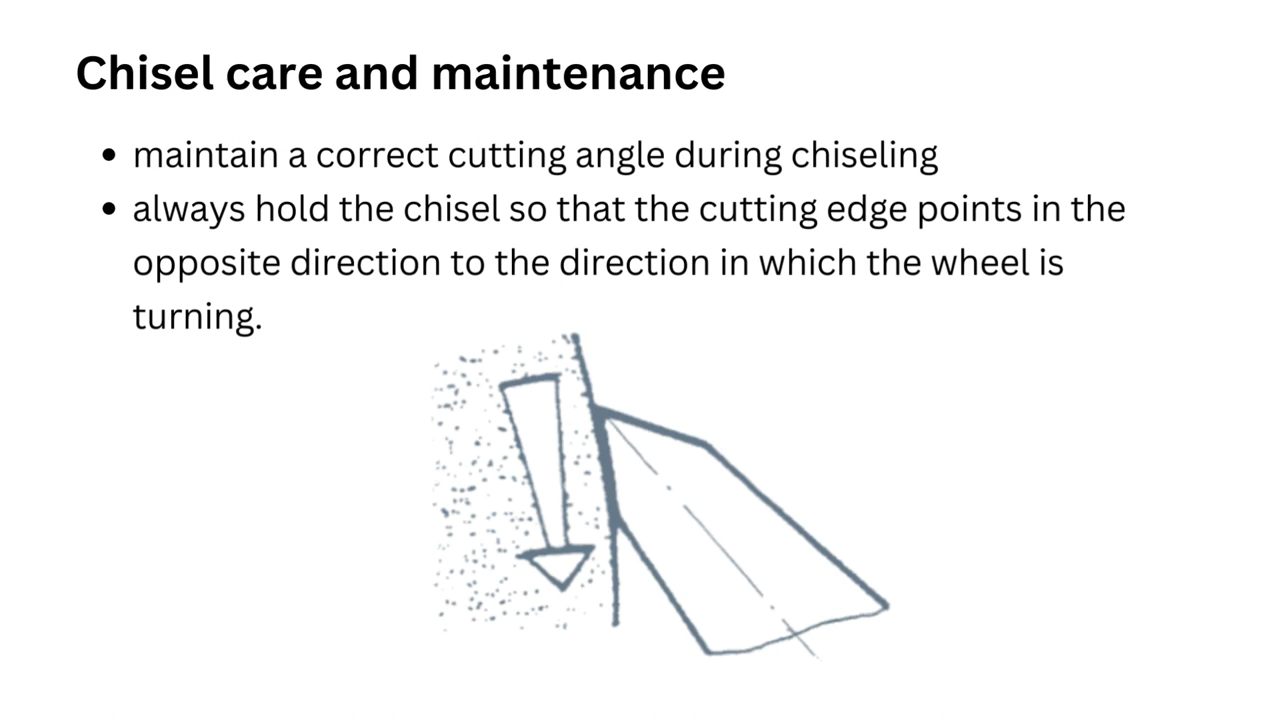 Chisel care and maintenance
• maintain a correct cutting angle during chiseling
• always hold the chisel so that the cutting edge points in the
opposite direction to the direction in which the wheel is
turning.